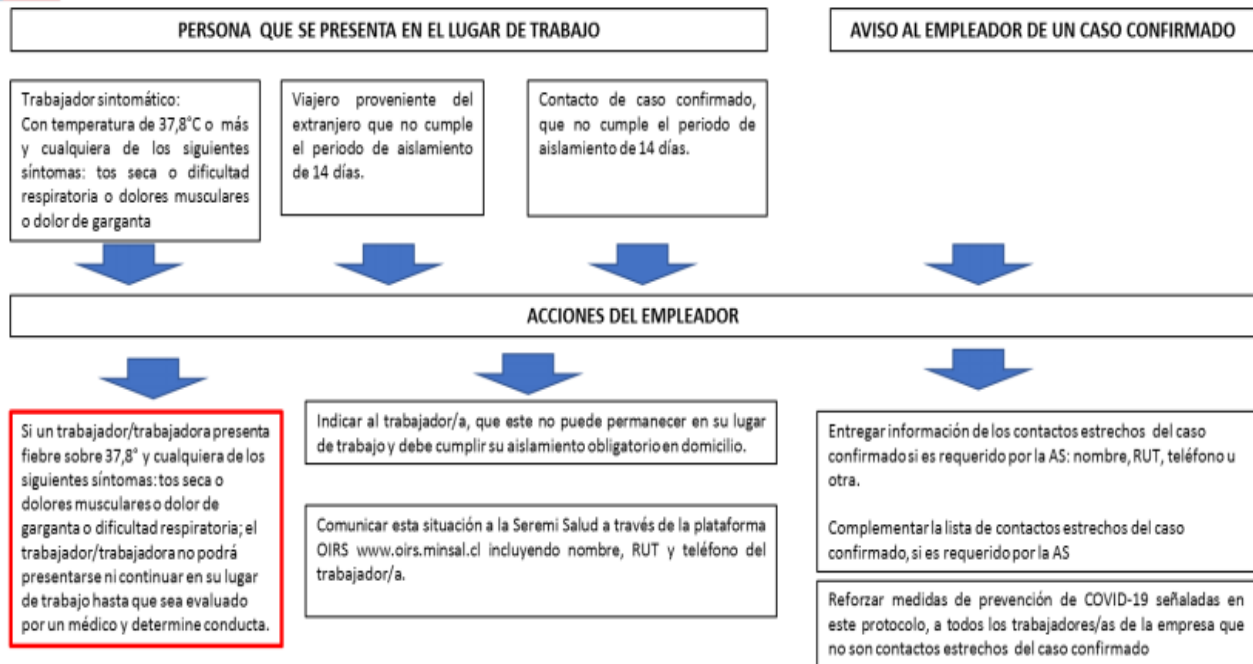 PERSONA QUE SE PRESENTA EN EL LUGAR DE TRABAJO
AVISO AL EMPLEADOR DE UN CASO CONFIRMADO
Trabajador sintomático:
Con temperatura de 37,8°C o más
y cualquiera de los siguientes
síntomas: tos seca o dificultad
respiratoria o dolores musculares
o dolor de garganta
Viajero proveniente del
extranjero que no cumple
el periodo de aislamiento
de 14 días.
Contacto de caso confirmado,
que no cumple el periodo de
aislamiento de 14 días.
ACCIONES DEL EMPLEADOR
Si un trabajador/trabajadora presenta
fiebre sobre 37,8° y cualquiera de los
siguientes síntomas: tos seca o
dolores musculares o dolor de
garganta o dificultad respiratoria; el
trabajador/trabajadora no podrá
presentarse ni continuar en su lugar
de trabajo hasta que sea evaluado
por un médico y determine conducta.
Indicar al trabajador/a, que este no puede permanecer en su lugar
de trabajo y debe cumplir su aislamiento obligatorio en domicilio.
Comunicar esta situación a la Seremi Salud a través de la plataforma
OIRS www.oirs.minsal.cl incluyendo nombre, RUT y teléfono del
trabajador/a.
Entregar información de los contactos estrechos del caso
confirmado si es requerido por la AS: nombre, RUT, teléfono u
otra.
Complementar la lista de contactos estrechos del caso
confirmado, si es requerido por la AS
Reforzar medidas de prevención de COVID-19 señaladas en
este protocolo, a todos los trabajadores/as de la empresa que
no son contactos estrechos del caso confirmado